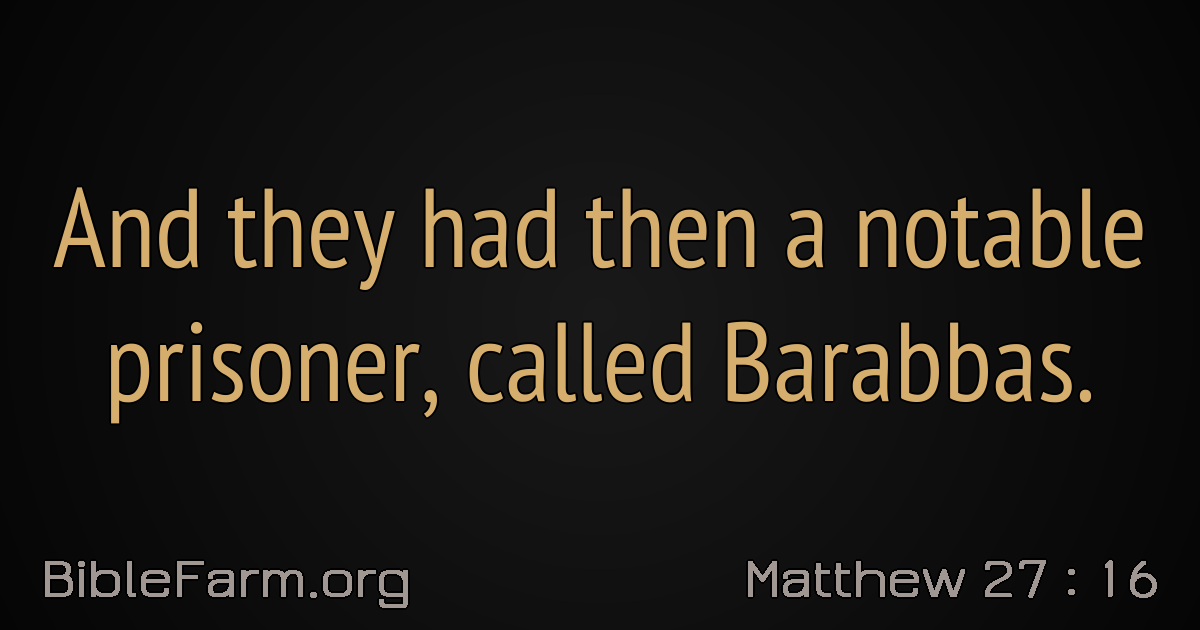 And they had then a notable
prisoner, called Barabbas.
BibleFarm.org
Matthew 27 : 16